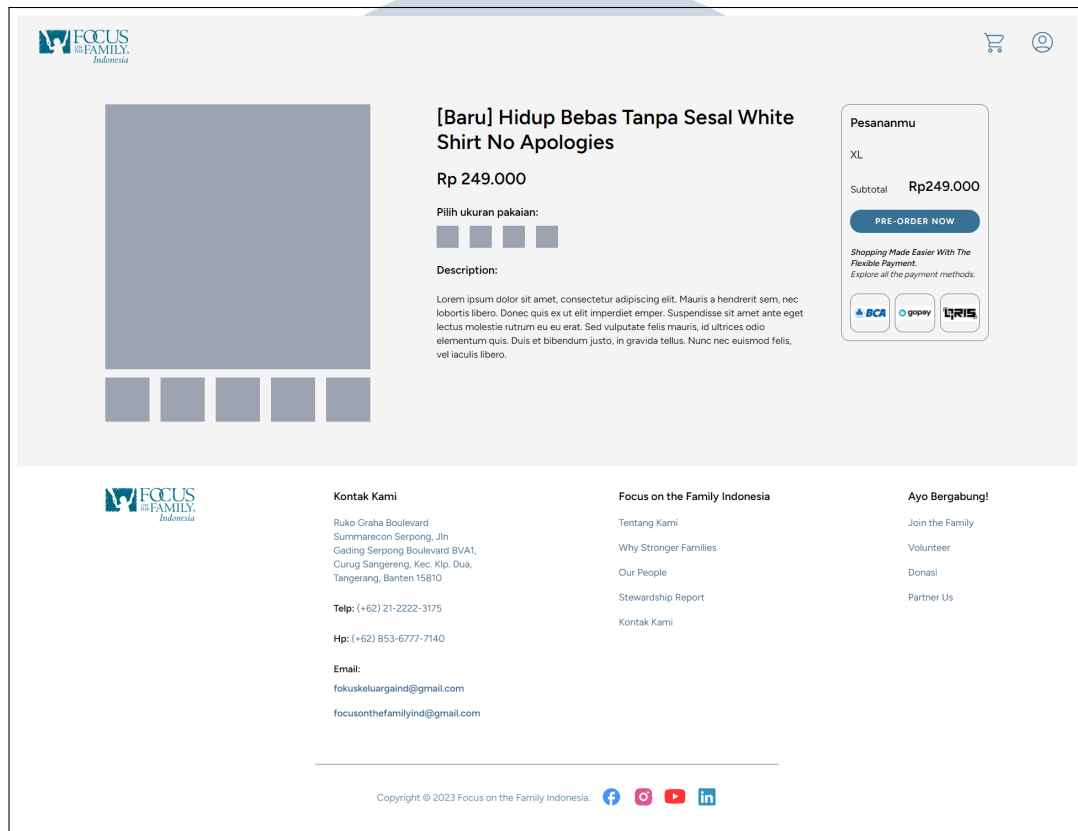 FOCUS
ON THE FAMILY.
Indonesia
[Baru] Hidup Bebas Tanpa Sesal White
Shirt No Apologies
Rp 249.000
Pilih ukuran pakaian:
Description:
Lorem ipsum dolor sit amet, consectetur adipiscing elit. Mauris a hendrerit sem, nec
lobortis libero. Donec quis ex ut elit imperdiet emper. Suspendisse sit amet ante eget
lectus molestie rutrum eu eu erat. Sed vulputate felis mauris, id ultrices odio
elementum quis. Duis et bibendum justo, in gravida tellus. Nunc nec euismod felis,
vel iaculis libero.
Pesananmu
XL
Subtotal Rp249.000
PRE-ORDER NOW
Shopping Made Easier With The
Flexible Payment.
Explore all the payment methods.
BCA gopay QRIS
FOCUS
ON THE FAMILY.
Indonesia
Kontak Kami
Ruko Graha Boulevard
Summarecon Serpong, Jln
Gading Serpong Boulevard BVA1,
Curug Sangereng, Kec. Klp. Dua,
Tangerang, Banten 15810
Telp: (+62) 21-2222-3175
Hp: (+62) 853-6777-7140
Email:
fokuskeluargaind@gmail.com
focusonthefamilyind@gmail.com
Focus on the Family Indonesia
Tentang Kami
Why Stronger Families
Our People
Stewardship Report
Kontak Kami
Ayo Bergabung!
Join the Family
Volunteer
Donasi
Partner Us
Copyright © 2023 Focus on the Family Indonesia.